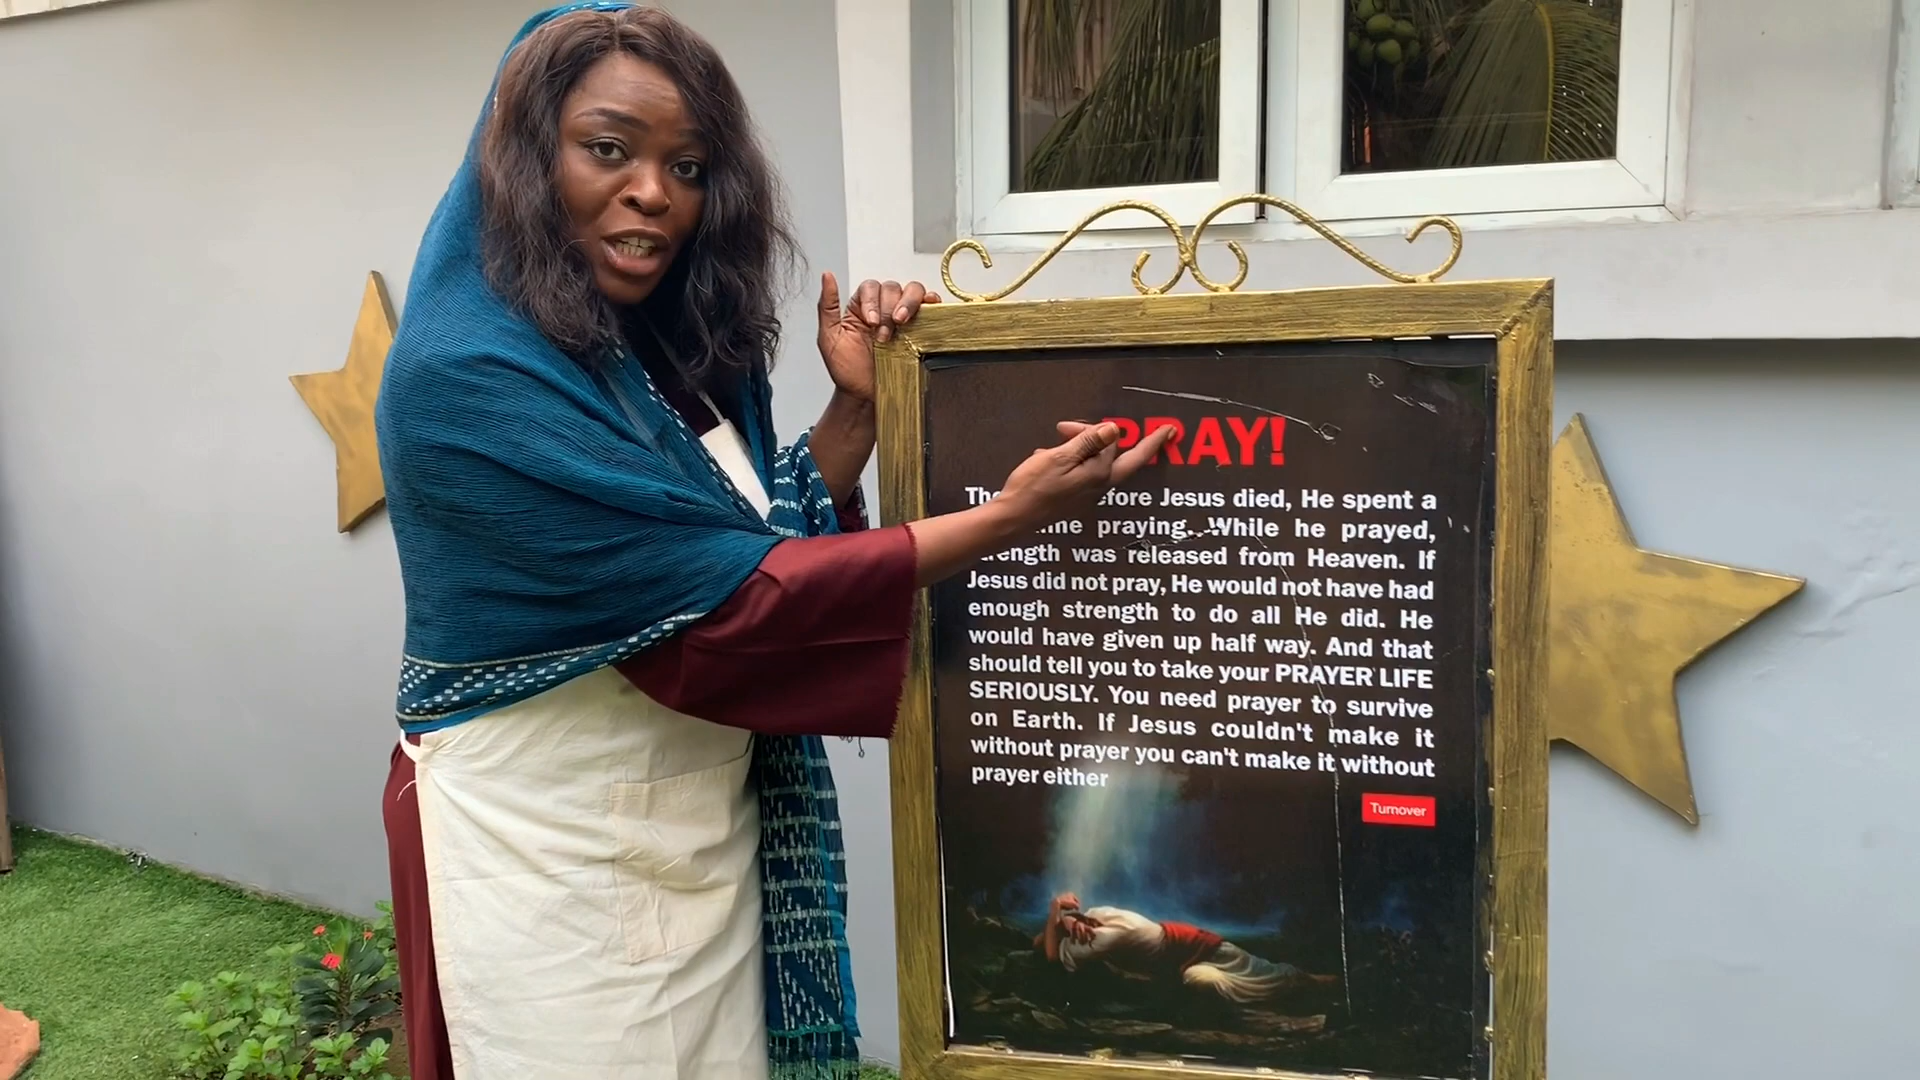 PRAY!
Jesus died, He spent a
praying. While he prayed,
strength was released from Heaven. If
Jesus did not pray, He would not have had
enough strength to do all He did. He
would have given up half way. And that
should tell you to take your PRAYER LIFE
SERIOUSLY. You need prayer to survive
on Earth. If Jesus couldn't make it
without prayer you can't make it without
prayer either
Turnover